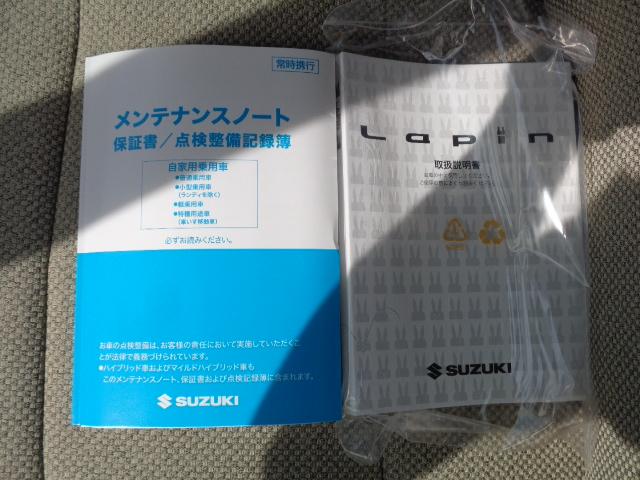 常時携行
メンテナンスノート
保証書/点検整備記録簿
自家用乗用車
●普通乗用車
●小型乗用車
(ランディを除く)
●軽乗用車
●特種用途車
(車いす移動車)
必ずお読みください。
お車の点検整備は、お客様の責任において実施していただくこ
とが法律で義務づけられています。
●ハイブリッド車およびマイルドハイブリッド車も
このメンテナンスノート、保証書および点検記録簿に含まれます。
SUZUKI
Lapin
取扱説明書
SUZUKI